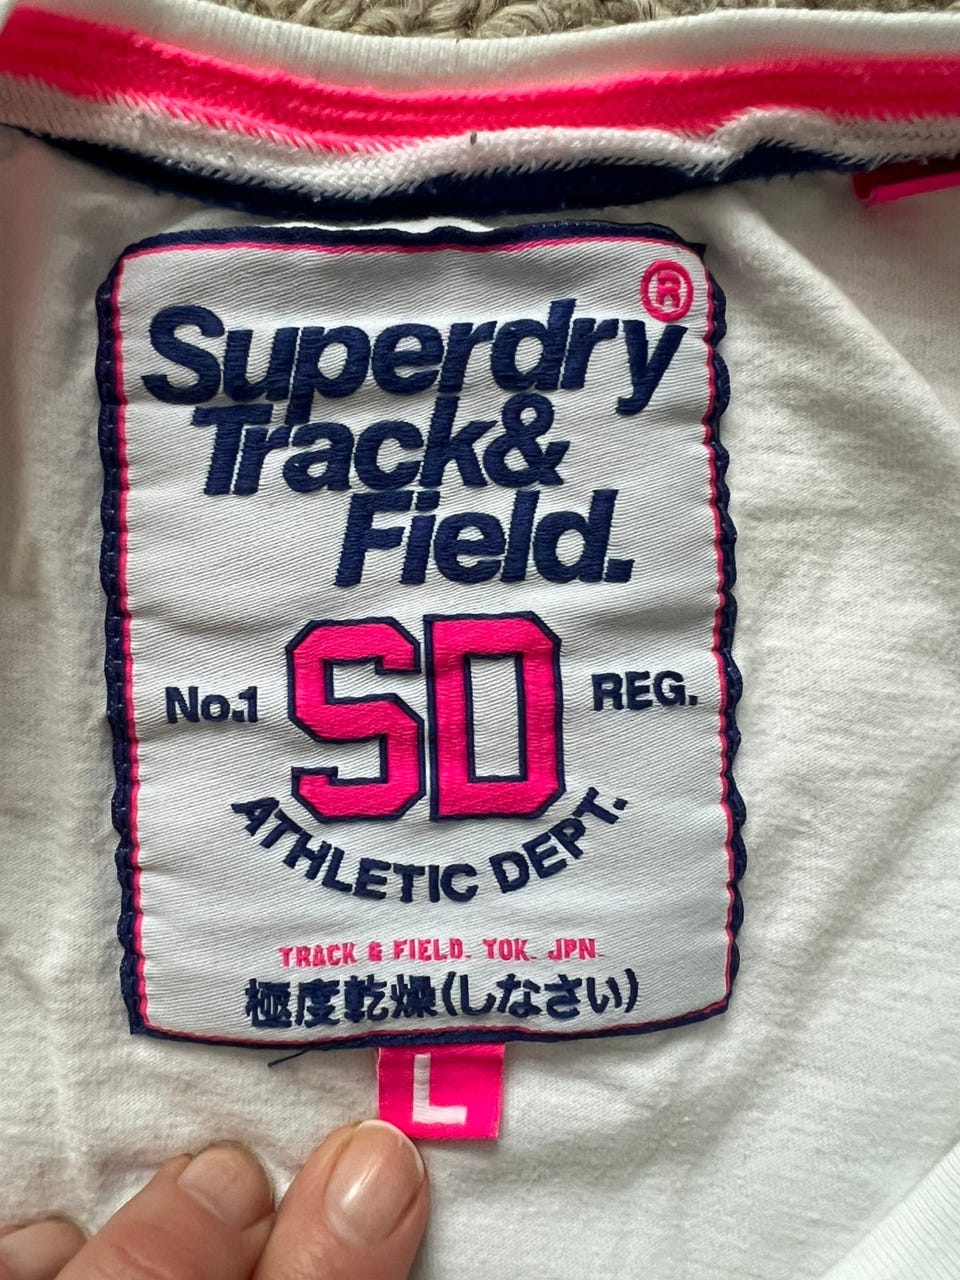 ®
Superdry
Track&
Field.
No.1 SD REG.
ATHLETIC DEPT.
TRACK & FIELD. TOK. JPN.
極度乾燥(しなさい)
L